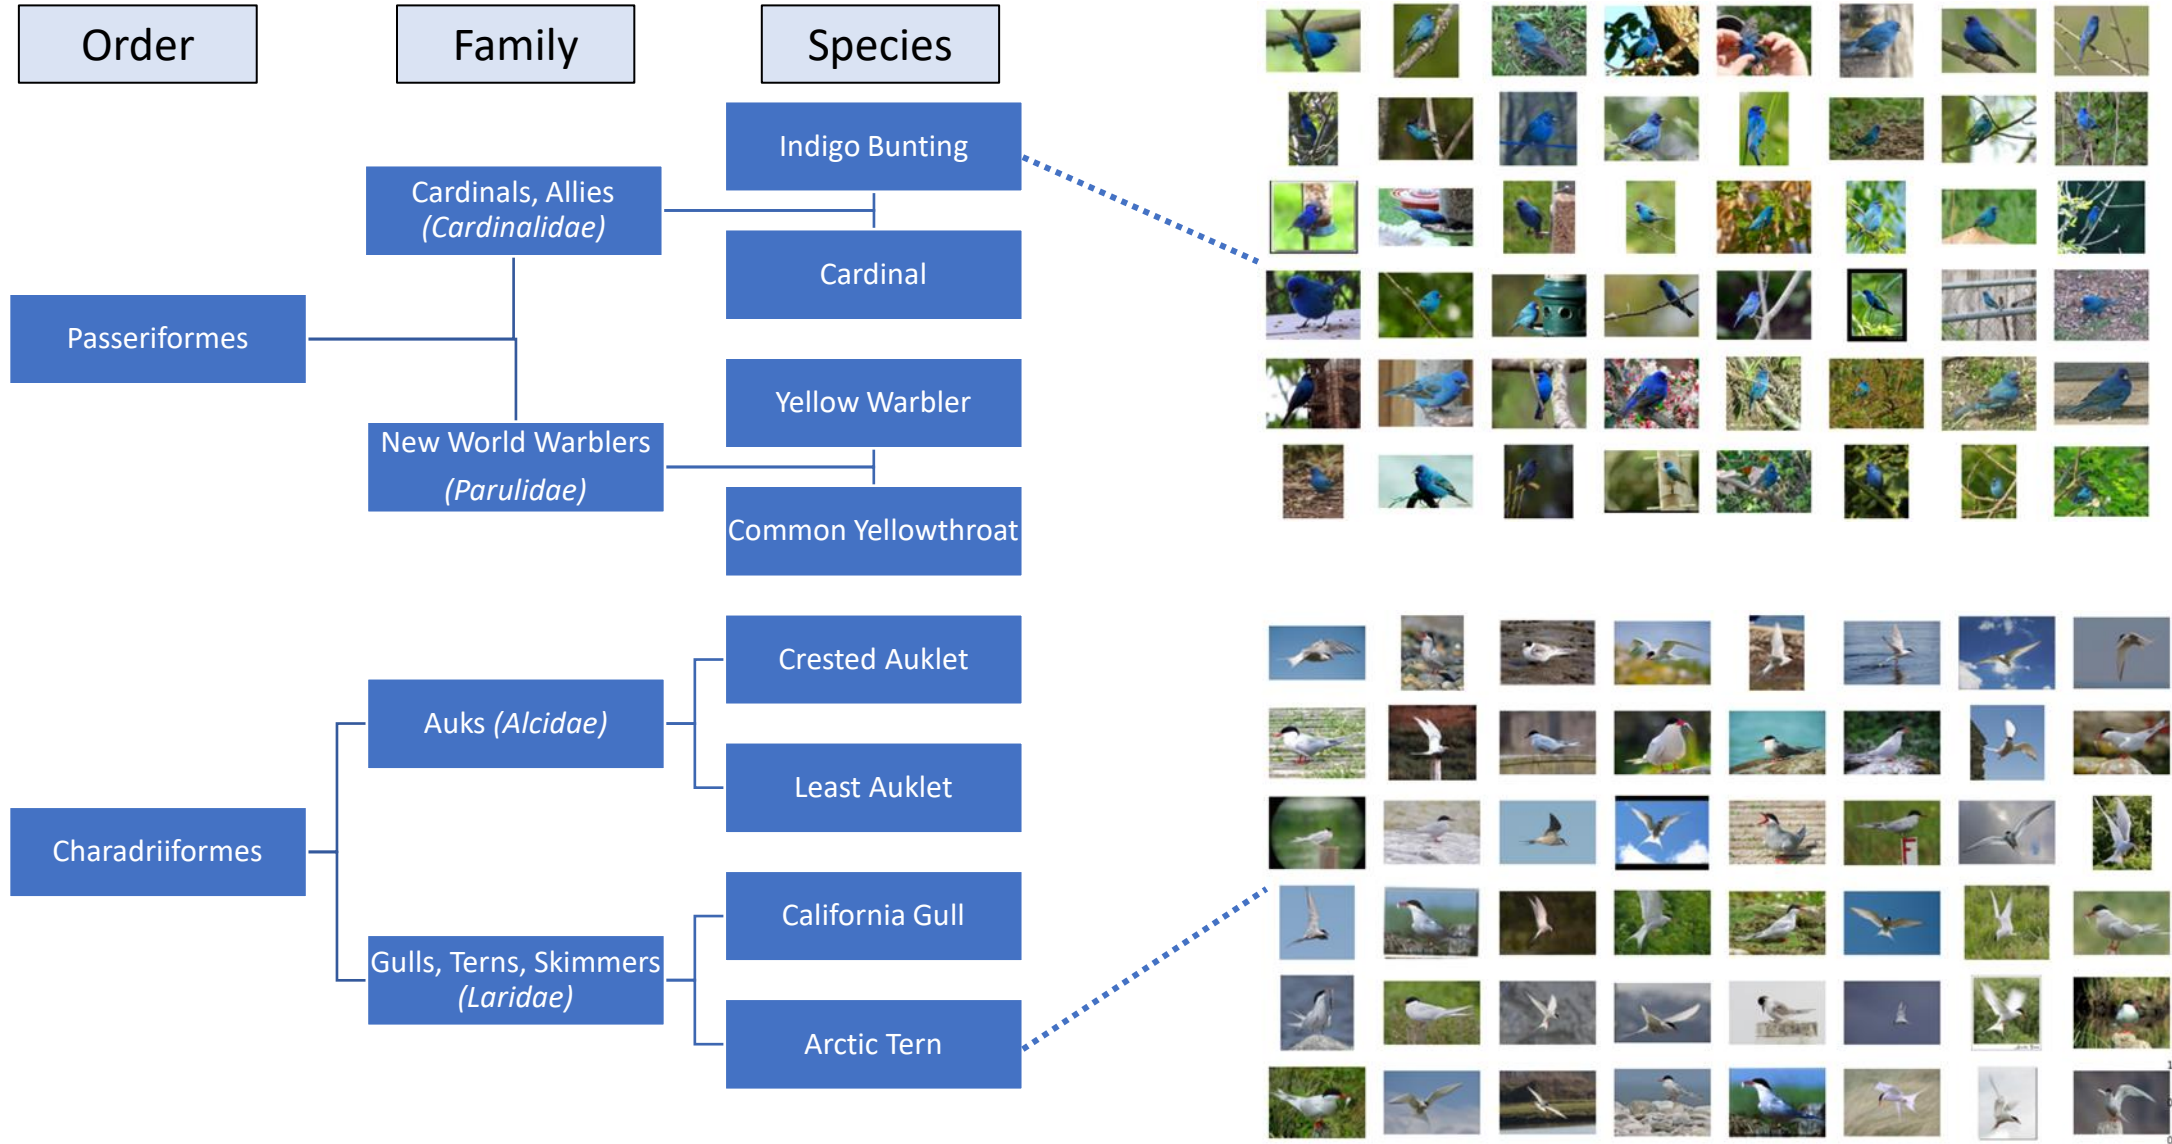 Order
Family
Species
Indigo Bunting
Cardinals, Allies
(Cardinalidae)
Cardinal
Passeriformes
Yellow Warbler
New World Warblers
(Parulidae)
Common Yellowthroat
Crested Auklet
Auks (Alcidae)
Least Auklet
Charadriiformes
California Gull
Gulls, Terns, Skimmers
(Laridae)
Arctic Tern
F